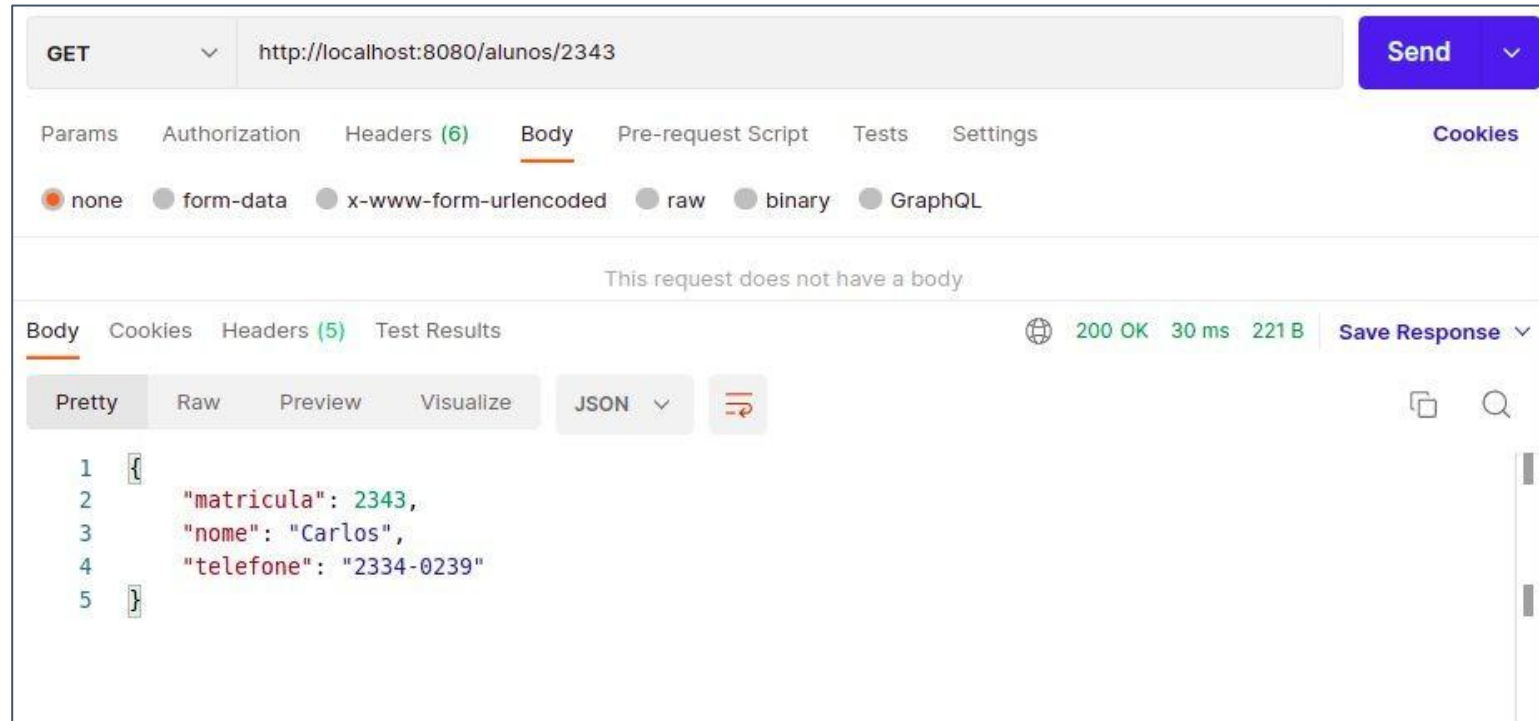 GET http://localhost:8080/alunos/2343 Send
Params Authorization Headers (6) Body Pre-request Script Tests Settings Cookies
none form-data x-www-form-urlencoded raw binary GraphQL
This request does not have a body
Body Cookies Headers (5) Test Results 200 OK 30 ms 221 B Save Response
Pretty Raw Preview Visualize JSON
1 {
2 "matricula": 2343,
3 "nome": "Carlos",
4 "telefone": "2334-0239"
5 }